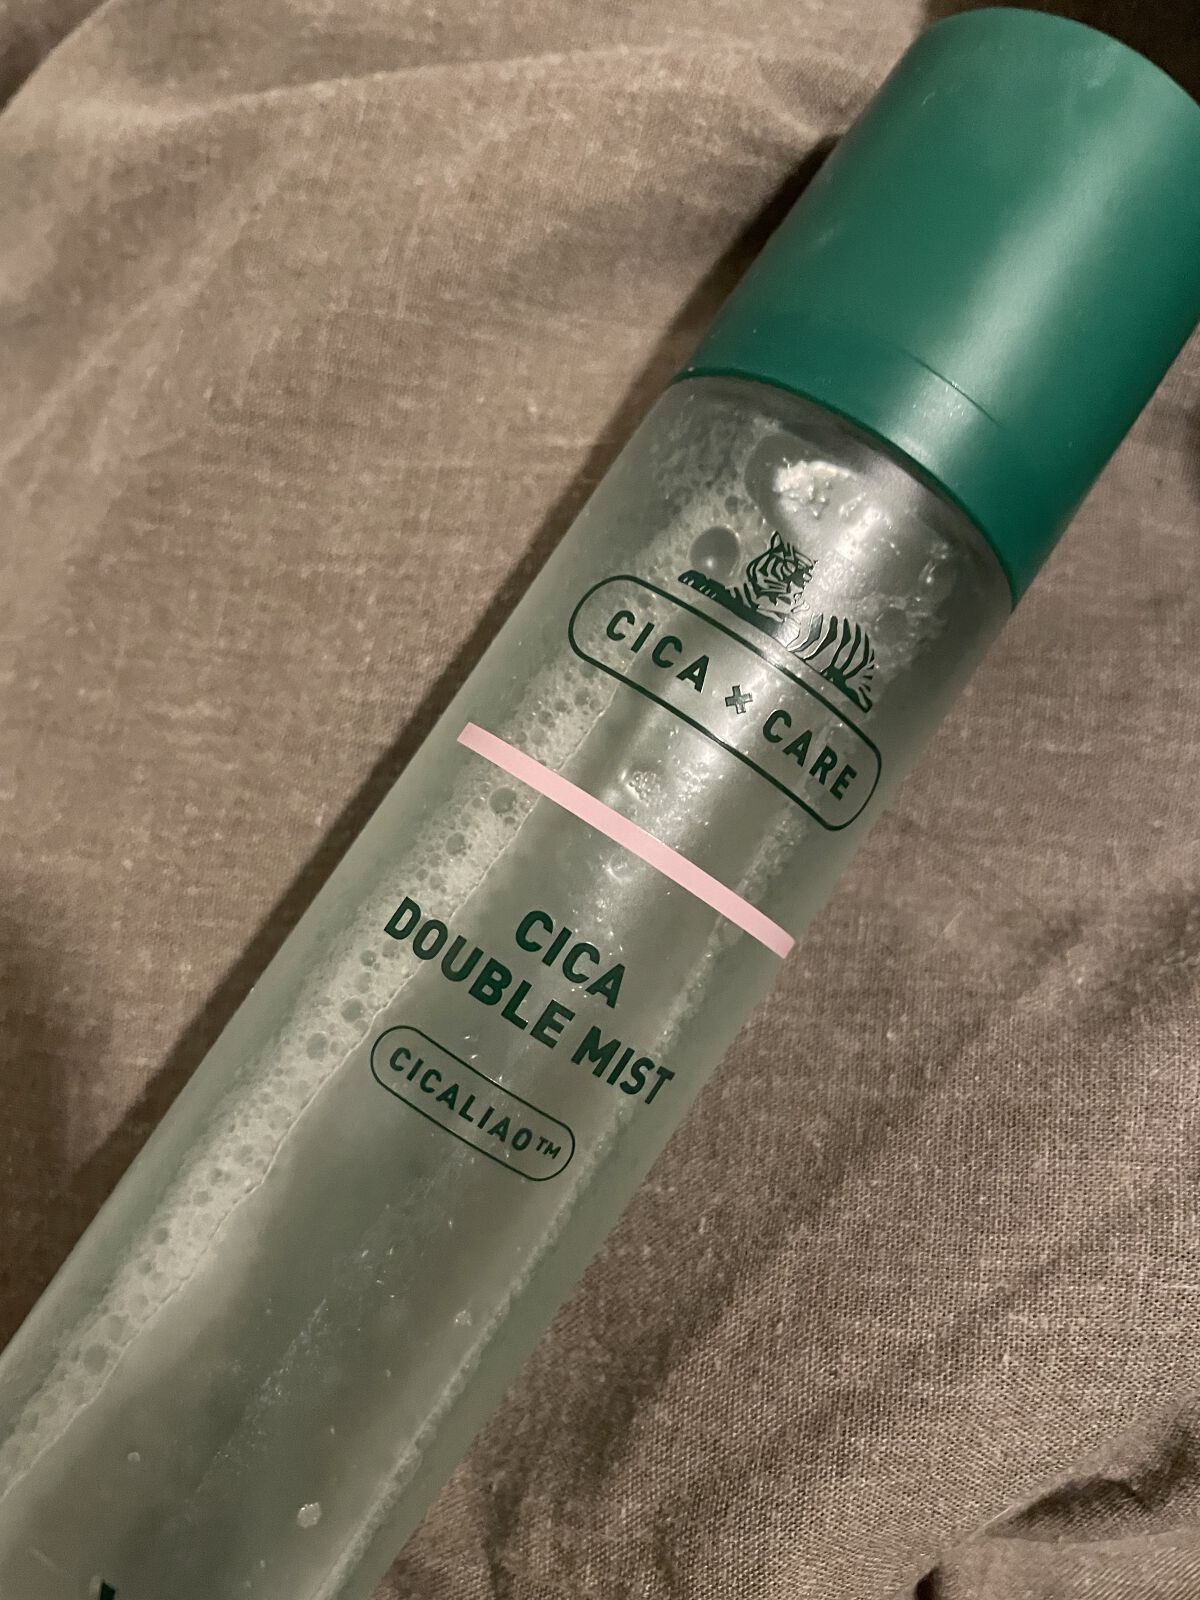 CICA × CARE
CICA
DOUBLE MIST
CICALIAO™